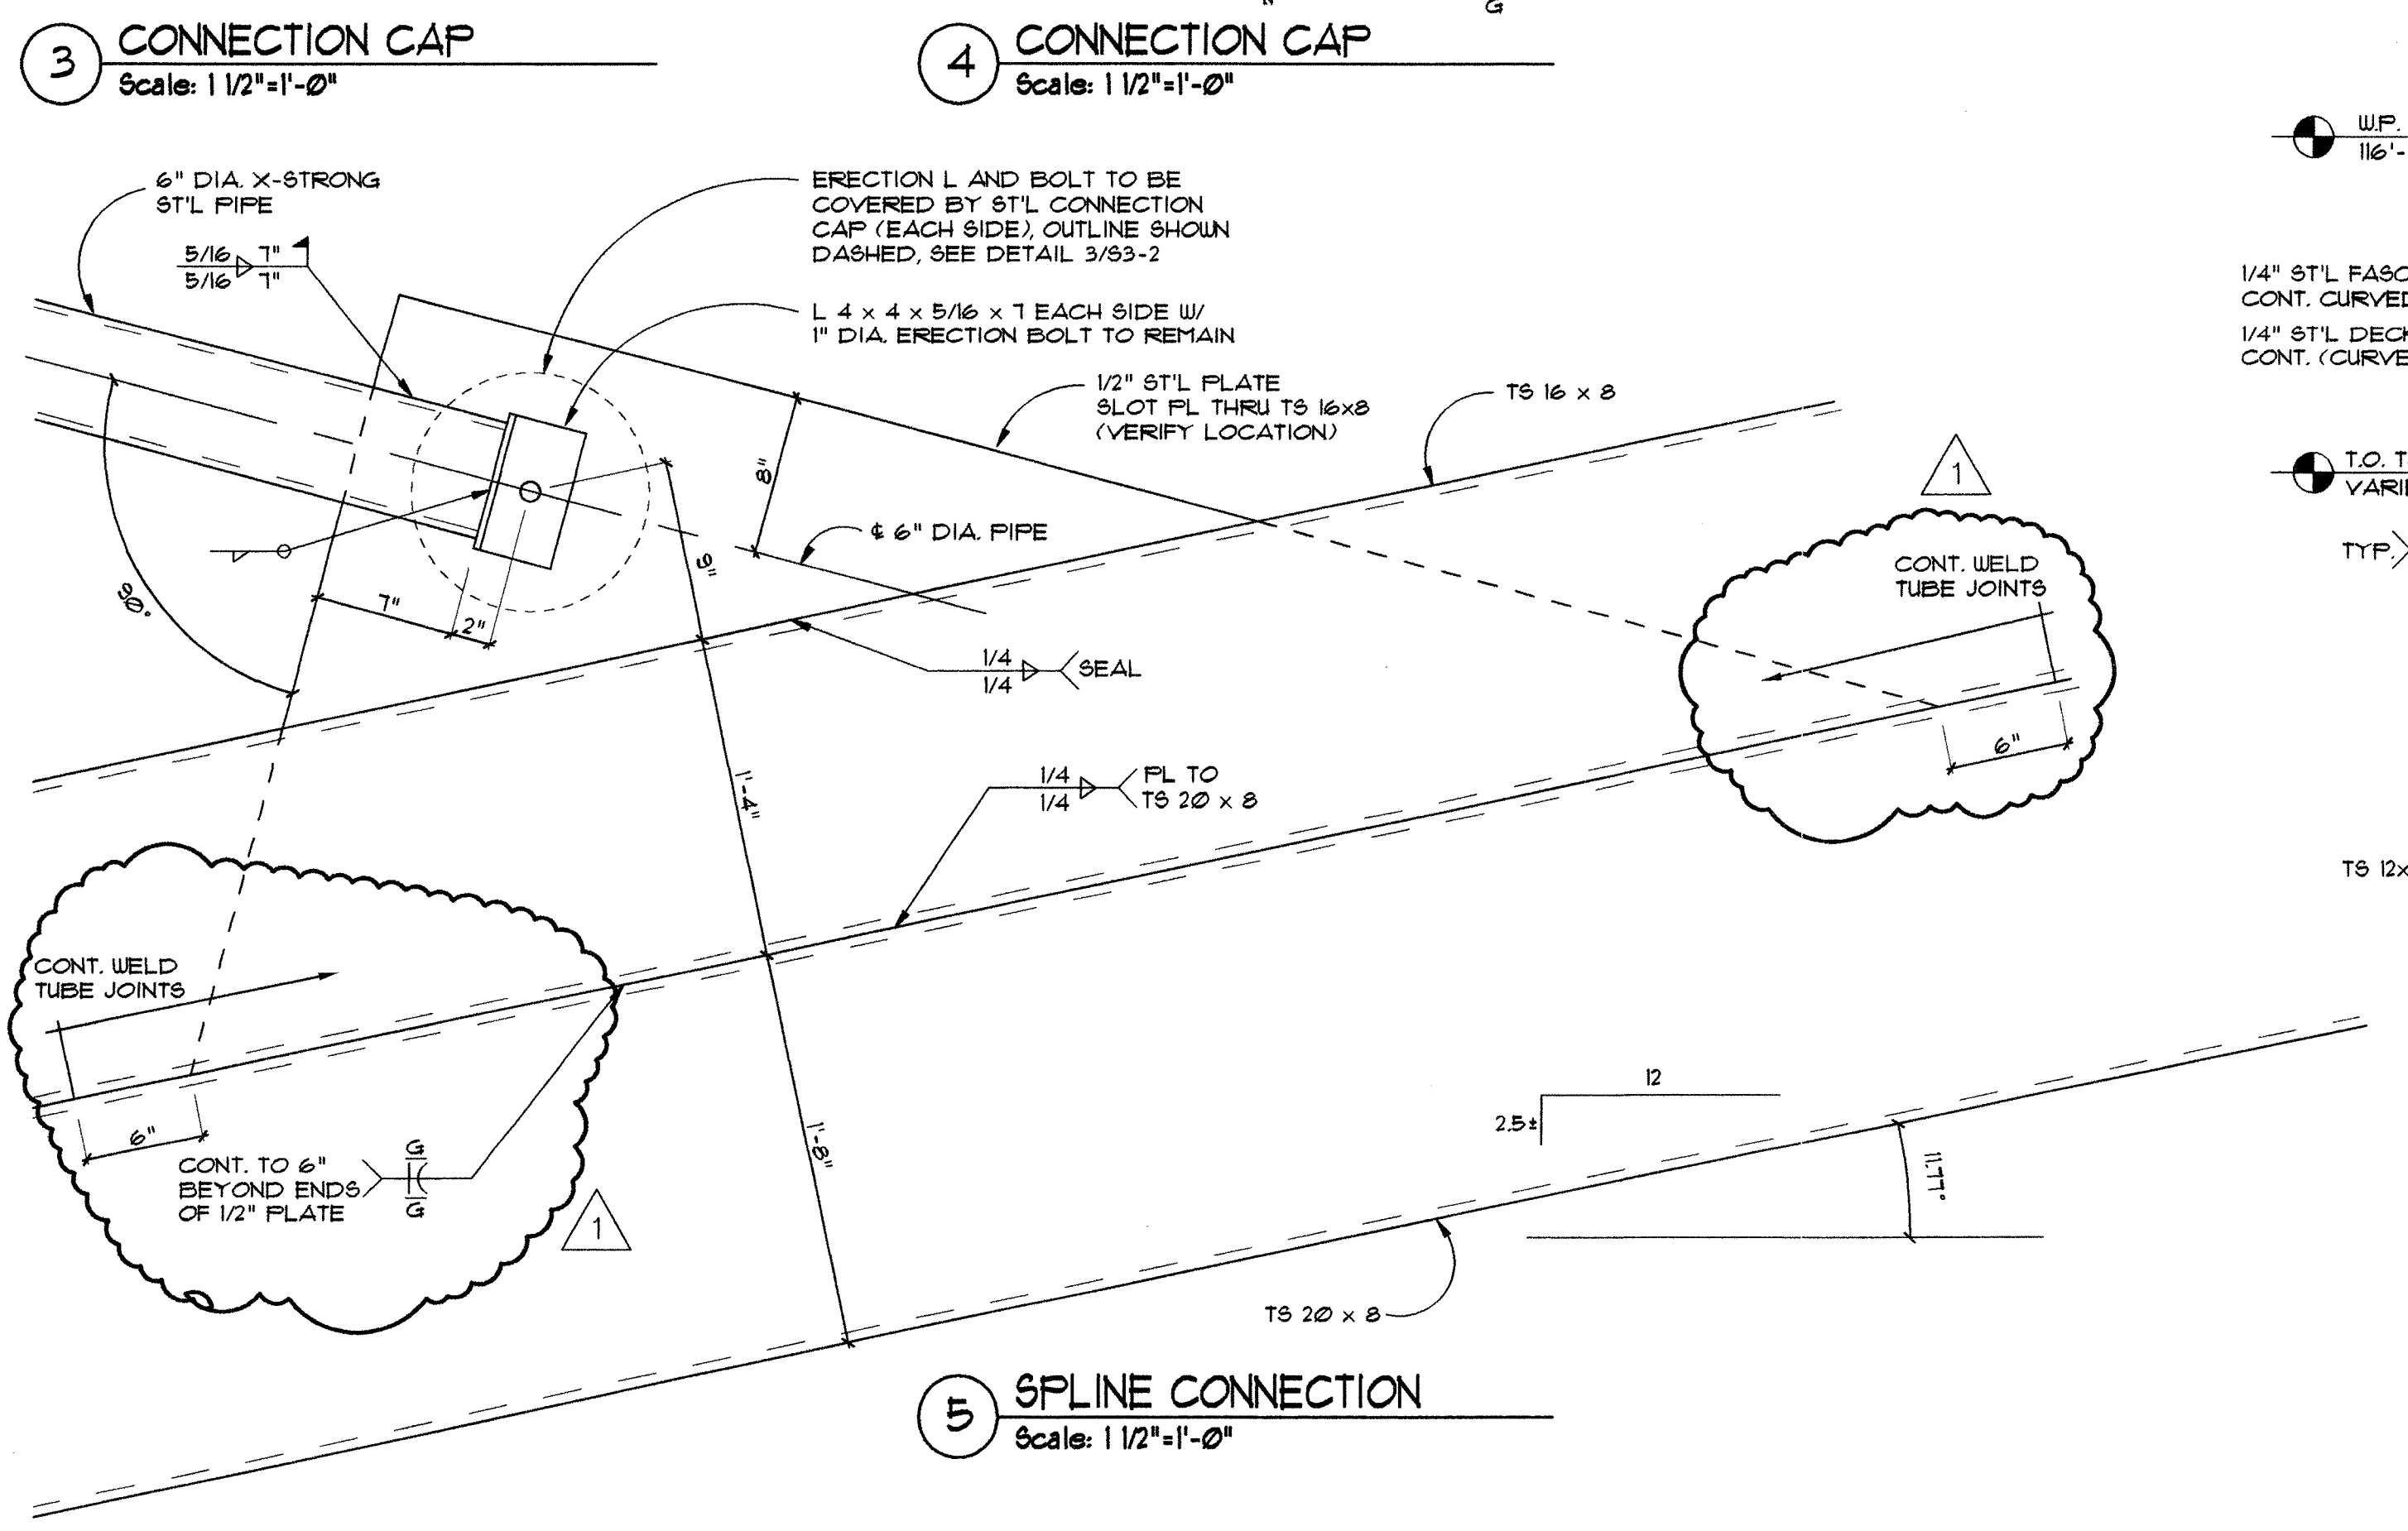 G
3 CONNECTION CAP
Scale: 1 1/2"=1'-0"
4 CONNECTION CAP
Scale: 1 1/2"=1'-0"
W.P.
116'-
6" DIA. X-STRONG
ST'L PIPE
5/16 7"
5/16 7"
ERECTION L AND BOLT TO BE
COVERED BY ST'L CONNECTION
CAP (EACH SIDE), OUTLINE SHOWN
DASHED, SEE DETAIL 3/S3-2
L 4 x 4 x 5/16 x 7 EACH SIDE W/
1" DIA. ERECTION BOLT TO REMAIN
1/2" ST'L PLATE
SLOT PL THRU TS 16x8
(VERIFY LOCATION)
TS 16 x 8
1/4" ST'L
CONT.
1/4" ST'L
CONT.
T.O.
1
8"
℄ 6" DIA. PIPE
9"
90°
7"
2"
1/4
1/4
SEAL
CONT. WELD
TUBE JOINTS
6"
TYP.
1'-4"
1/4
1/4
PL TO
TS 20 x 8
TS 12x
CONT. WELD
TUBE JOINTS
6"
CONT. TO 6"
BEYOND ENDS
OF 1/2" PLATE
G
G
1
1'-8"
12
2.5±
11.77°
TS 20 x 8
5 SPLINE CONNECTION
Scale: 1 1/2"=1'-0"